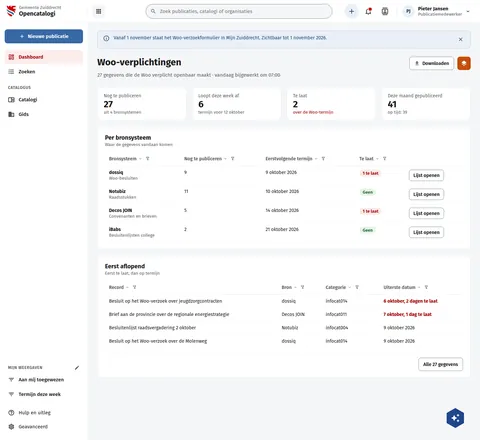 Gemeente Zuiddrecht
Opencatalogi
Zoek publicaties, catalogi of organisaties
PJ
Pieter Jansen
Publicatiemedewerker
Nieuwe publicatie
Dashboard
Zoeken
CATALOGUS
Catalogi
Gids
MIJN WEERGAVEN
Aan mij toegewezen
Termijn deze week
Hulp en uitleg
Geavanceerd
Vanaf 1 november staat het Woo-verzoekformulier in Mijn Zuiddrecht. Zichtbaar tot 1 november 2026.
Woo-verplichtingen
27 gegevens die de Woo verplicht openbaar maakt · vandaag bijgewerkt om 07:00
Downloaden
Nog te publiceren
27
uit 4 bronsystemen
Loopt deze week af
6
termijn voor 12 oktober
Te laat
2
over de Woo-termijn
Deze maand gepubliceerd
41
op tijd: 39
Per bronsysteem
Waar de gegevens vandaan komen
Bronsysteem
Nog te publiceren
Eerstvolgende termijn
Te laat
dossiq
Woo-besluiten
9
9 oktober 2026
1 te laat
Lijst openen
Notubiz
Raadsstukken
11
10 oktober 2026
Geen
Lijst openen
Decos JOIN
Convenanten en brieven
5
14 oktober 2026
1 te laat
Lijst openen
iBabs
Besluitenlijsten college
2
21 oktober 2026
Geen
Lijst openen
Eerst aflopend
Eerst te laat, dan op termijn
Record
Bron
Categorie
Uiterste datum
Besluit op het Woo-verzoek over jeugdzorgcontracten
dossiq
infocat014
6 oktober, 2 dagen te laat
Brief aan de provincie over de regionale energiestrategie
Decos JOIN
infocat011
7 oktober, 1 dag te laat
Besluitenlijst raadsvergadering 2 oktober
Notubiz
infocat004
9 oktober 2026
Besluit op het Woo-verzoek over de Molenweg
dossiq
infocat014
9 oktober 2026
Alle 27 gegevens